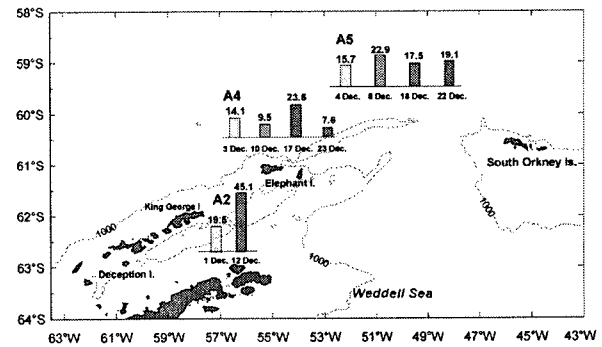 58°S
59°S
60°S
61°S
62°S
63°S
64°S
A5
15.7 22.9 17.5 19.1
4 Dec. 8 Dec. 18 Dec. 22 Dec.
A4
14.1 9.5 23.6 7.6
3 Dec. 10 Dec. 17 Dec. 23 Dec.
South Orkney Is.
Elephant I.
A2
45.1
King George I
19.6
1000
1 Dec. 12 Dec.
1000
Deception I.
1000
Weddell Sea
63°W 61°W 59°W 57°W 55°W 53°W 51°W 49°W 47°W 45°W 43°W